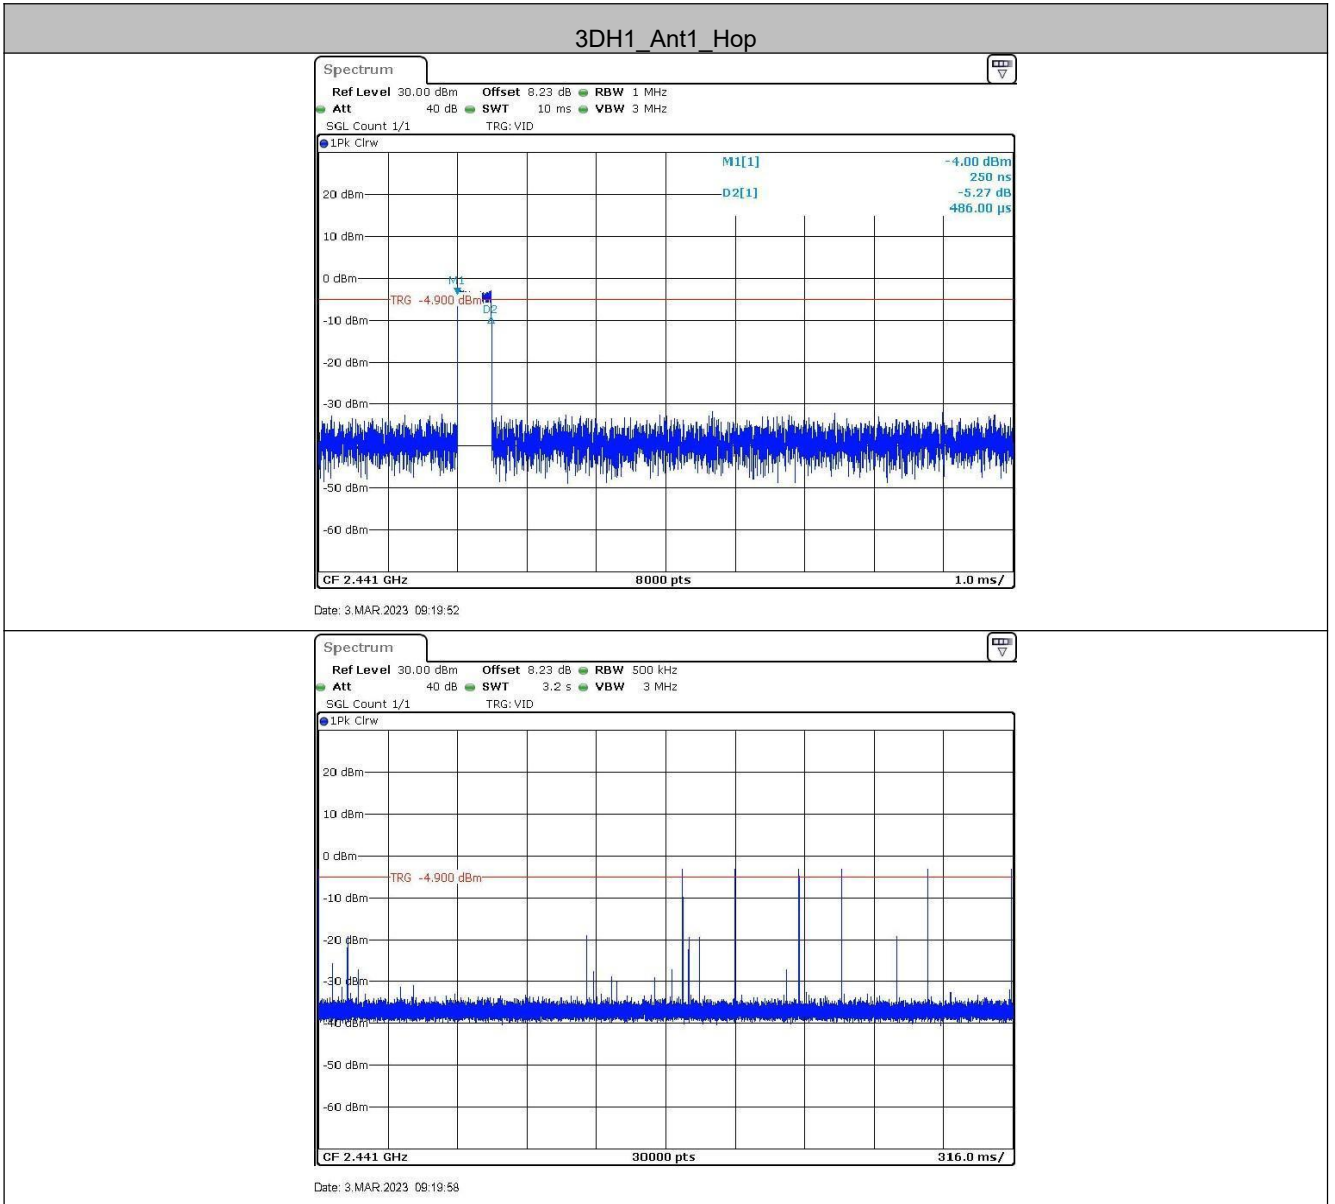 3DH1_Ant1_Hop
Spectrum
Ref Level 30.00 dBm Offset 8.23 dB RBW 1 MHz
Att 40 dB SWT 10 ms VBW 3 MHz
SGL Count 1/1 TRG: VID
1Pk Clrw
M1[1] -4.00 dBm
250 ns
20 dBm D2[1] -5.27 dB
486.00 µs
10 dBm
0 dBm
M1
TRG -4.900 dBm
D2
-10 dBm
-20 dBm
-30 dBm
-50 dBm
-60 dBm
CF 2.441 GHz 8000 pts 1.0 ms/
Date: 3.MAR.2023 09:19:52
Spectrum
Ref Level 30.00 dBm Offset 8.23 dB RBW 500 kHz
Att 40 dB SWT 3.2 s VBW 3 MHz
SGL Count 1/1 TRG: VID
1Pk Clrw
20 dBm
10 dBm
0 dBm
TRG -4.900 dBm
-10 dBm
-20 dBm
-30 dBm
-40 dBm
-50 dBm
-60 dBm
CF 2.441 GHz 30000 pts 316.0 ms/
Date: 3.MAR.2023 09:19:58